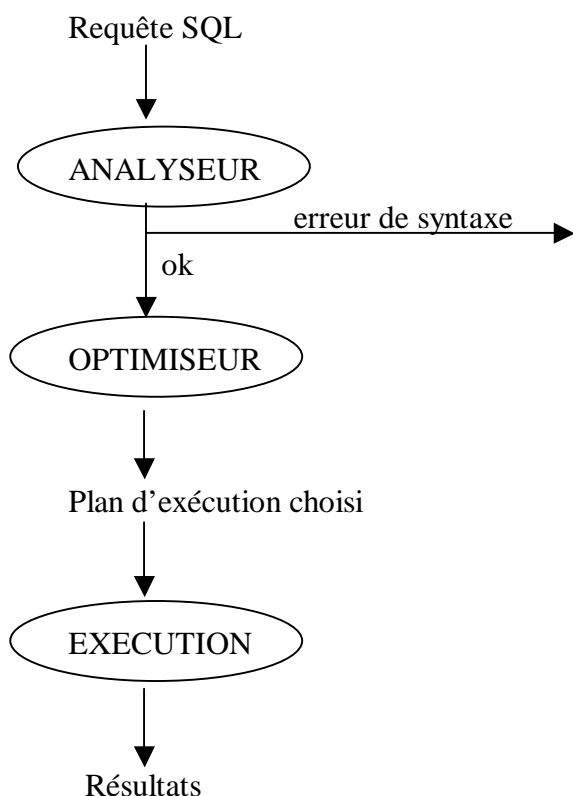 Requête SQL
ANALYSEUR
erreur de syntaxe
ok
OPTIMISEUR
Plan d’exécution choisi
EXECUTION
Résultats